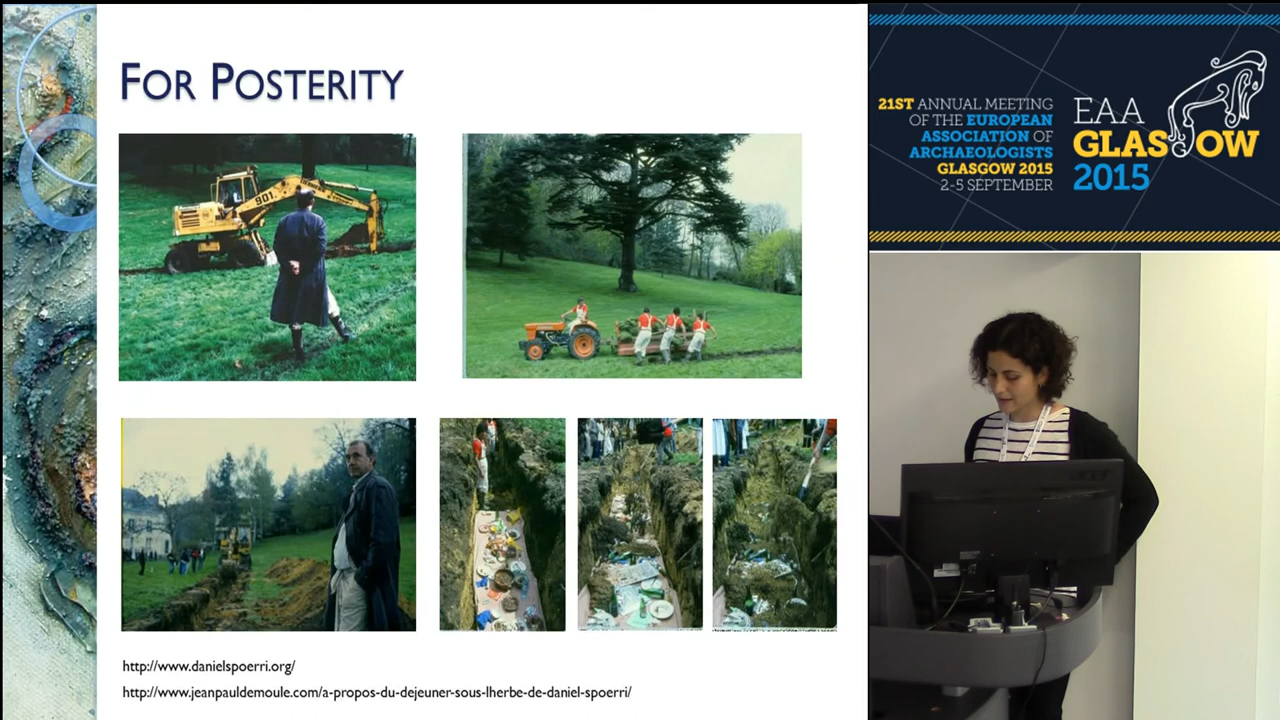 FOR POSTERITY
901
http://www.danielspoerri.org/
http://www.jeanpauldemoule.com/a-propos-du-dejeuner-sous-lherbe-de-daniel-spoerri/
21ST ANNUAL MEETING
OF THE EUROPEAN
ASSOCIATION OF
ARCHAEOLOGISTS
GLASGOW 2015
2-5 SEPTEMBER
EAA
GLASGOW
2015
acer